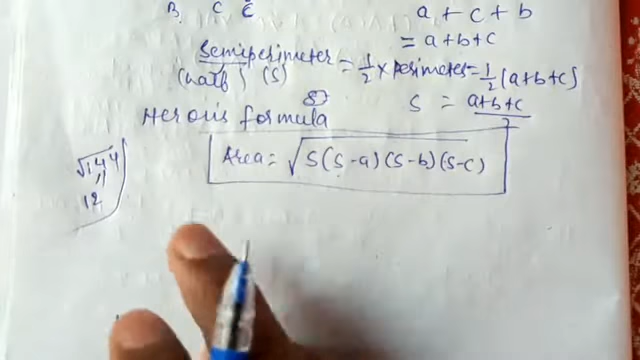 B C C
a + c + b
= a+b+c
Semiperimeter = 1/2 × perimeter = 1/2 (a+b+c)
(half) (S)
S = a+b+c/2
Heron's formula
√144
12
Area = √S(S-a)(S-b)(S-c)